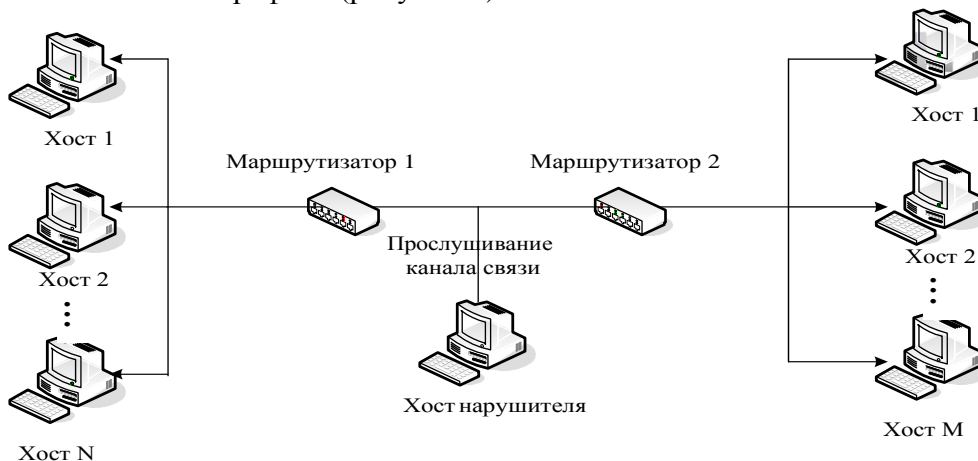 Хост 1
Хост 1
Маршрутизатор 1
Маршрутизатор 2
Прослушивание
канала связи
Хост 2
Хост 2
Хост нарушителя
Хост M
Хост N